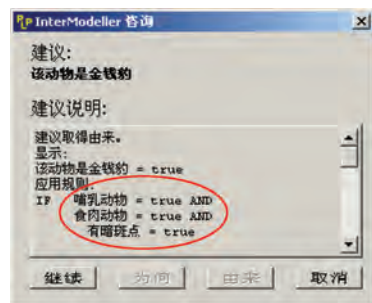 InterModeller 咨询
建议:
该动物是金钱豹
建议说明:
建议取得由来。
显示:
该动物是金钱豹 = true
应用规则:
IF 哺乳动物 = true AND
食肉动物 = true AND
有暗斑点 = true
继续 为何 由来 取消